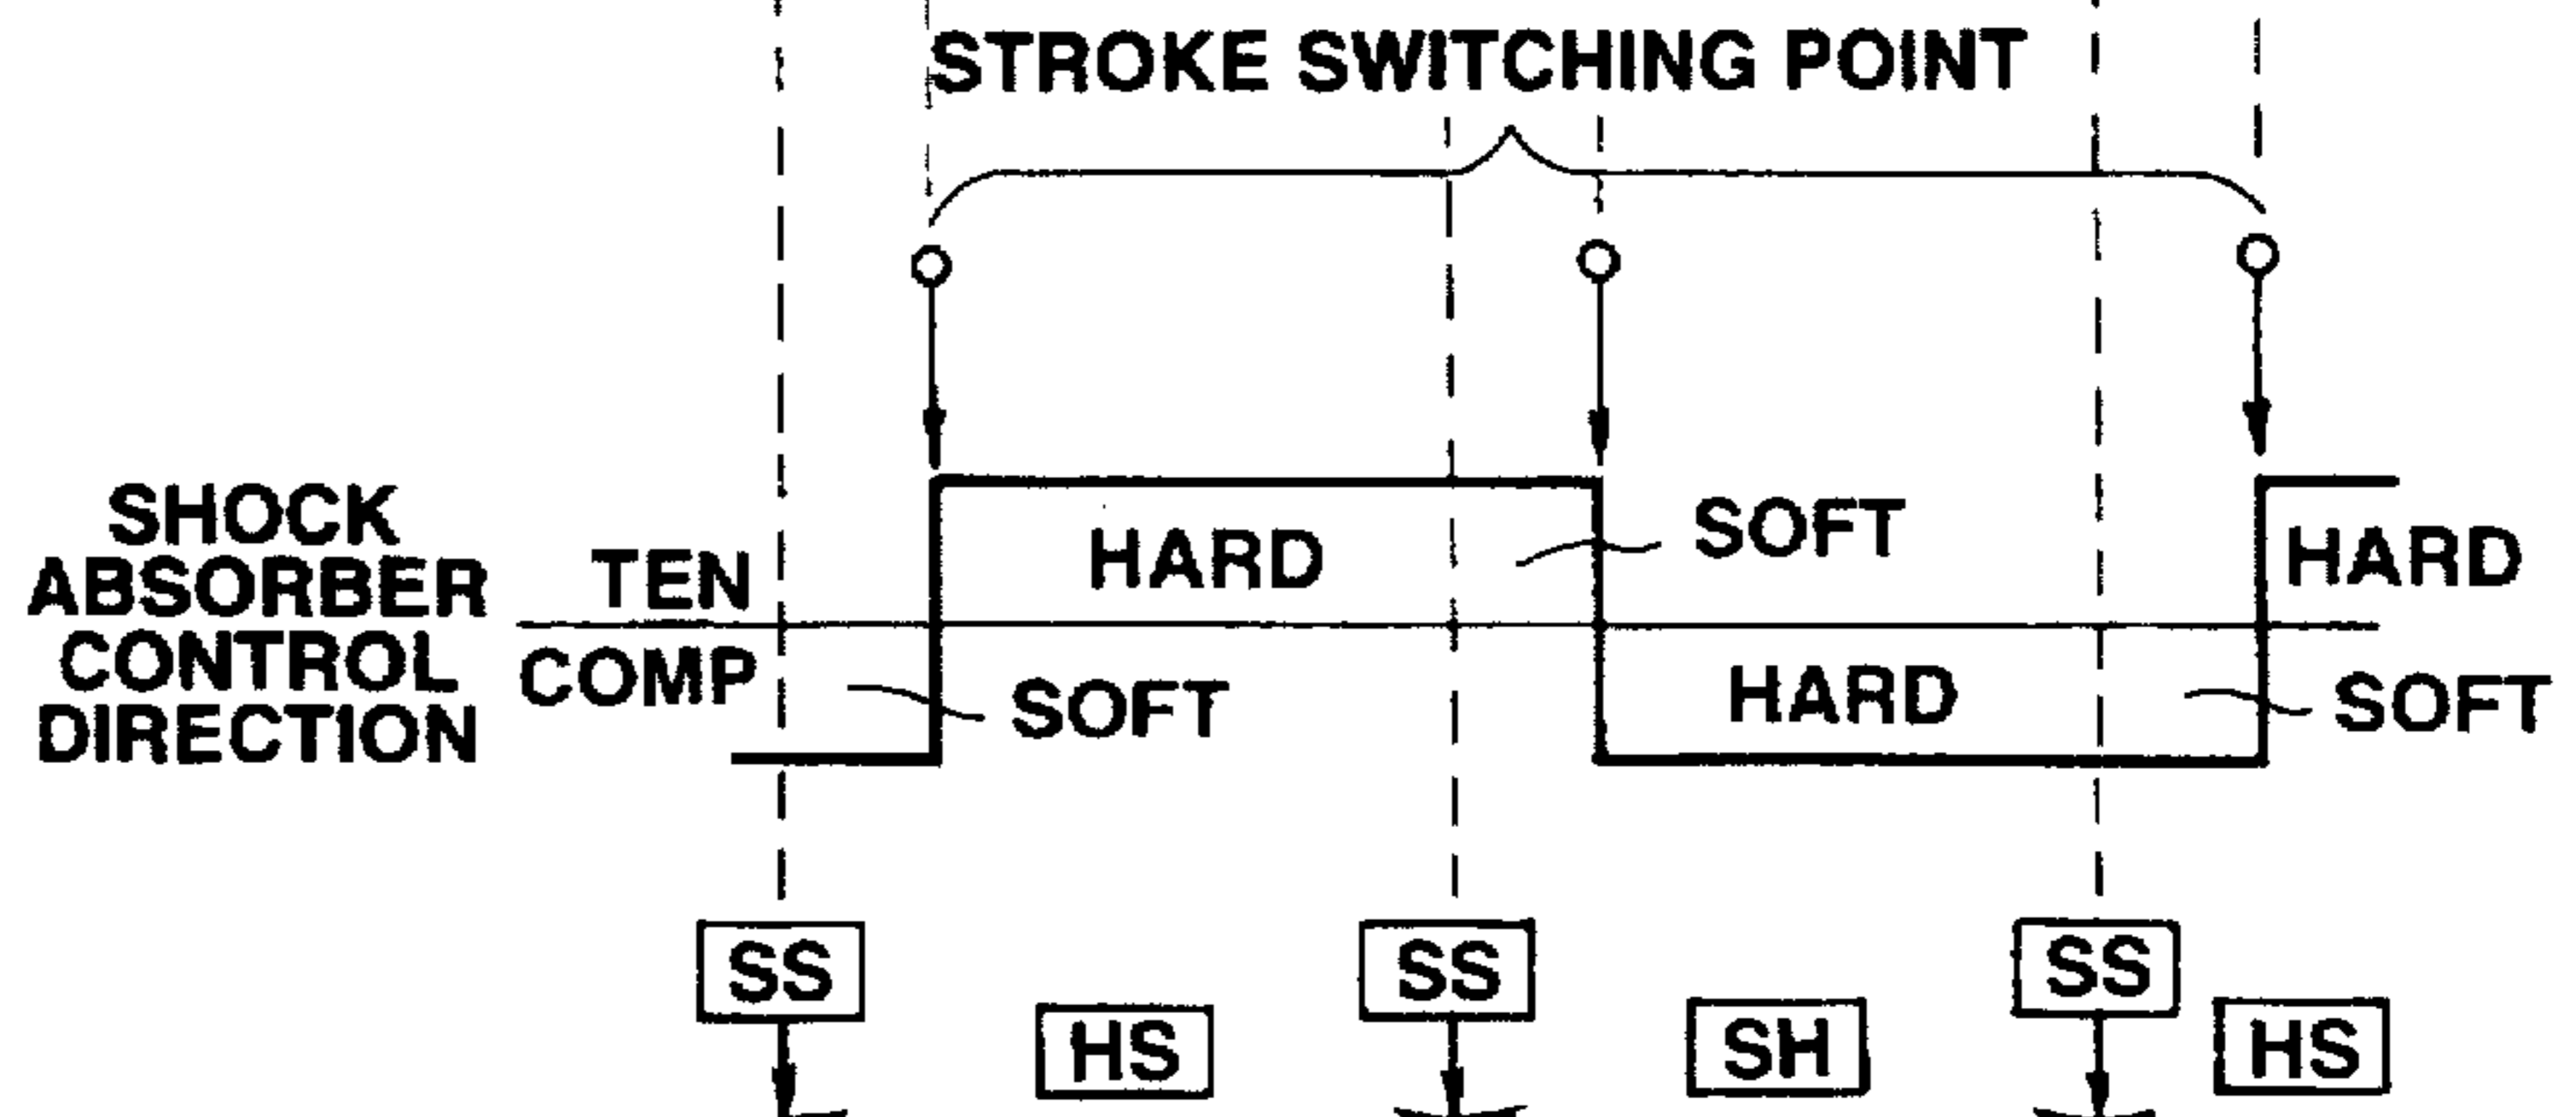 STROKE SWITCHING POINT
SHOCK
ABSORBER
CONTROL
DIRECTION
TEN
COMP
HARD
SOFT
HARD
SOFT
HARD
SOFT
SS
SS
SS
HS
SH
HS